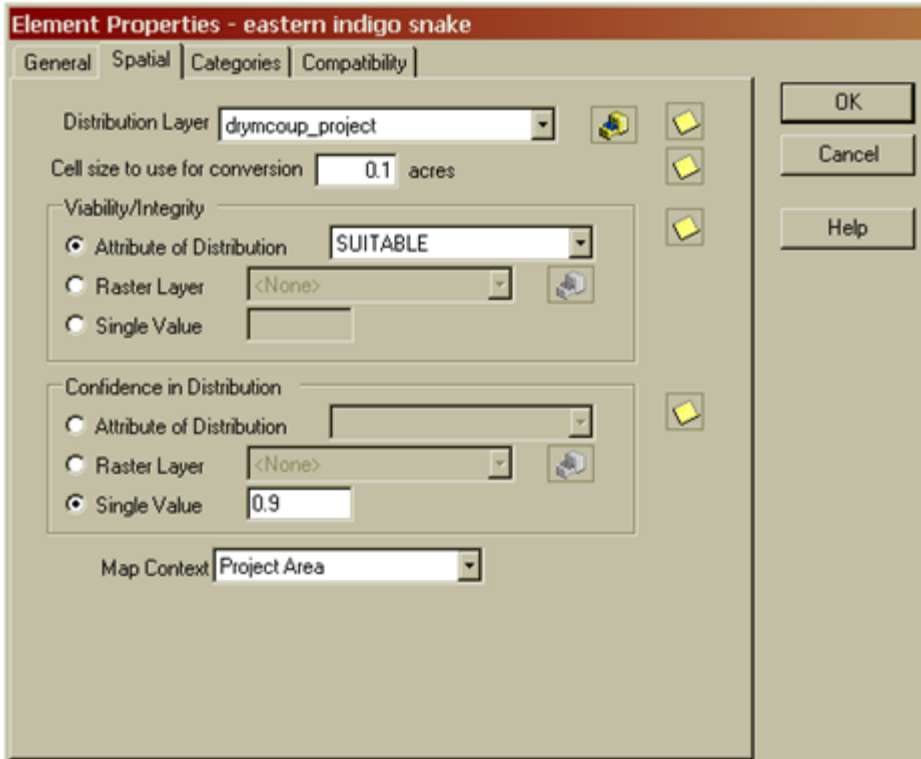 Element Properties - eastern indigo snake
General Spatial Categories Compatibility
Distribution Layer drymcoup_project
OK
Cell size to use for conversion 0.1 acres
Cancel
Viability/Integrity
Attribute of Distribution SUITABLE
Help
Raster Layer <None>
Single Value
Confidence in Distribution
Attribute of Distribution
Raster Layer <None>
Single Value 0.9
Map Context Project Area